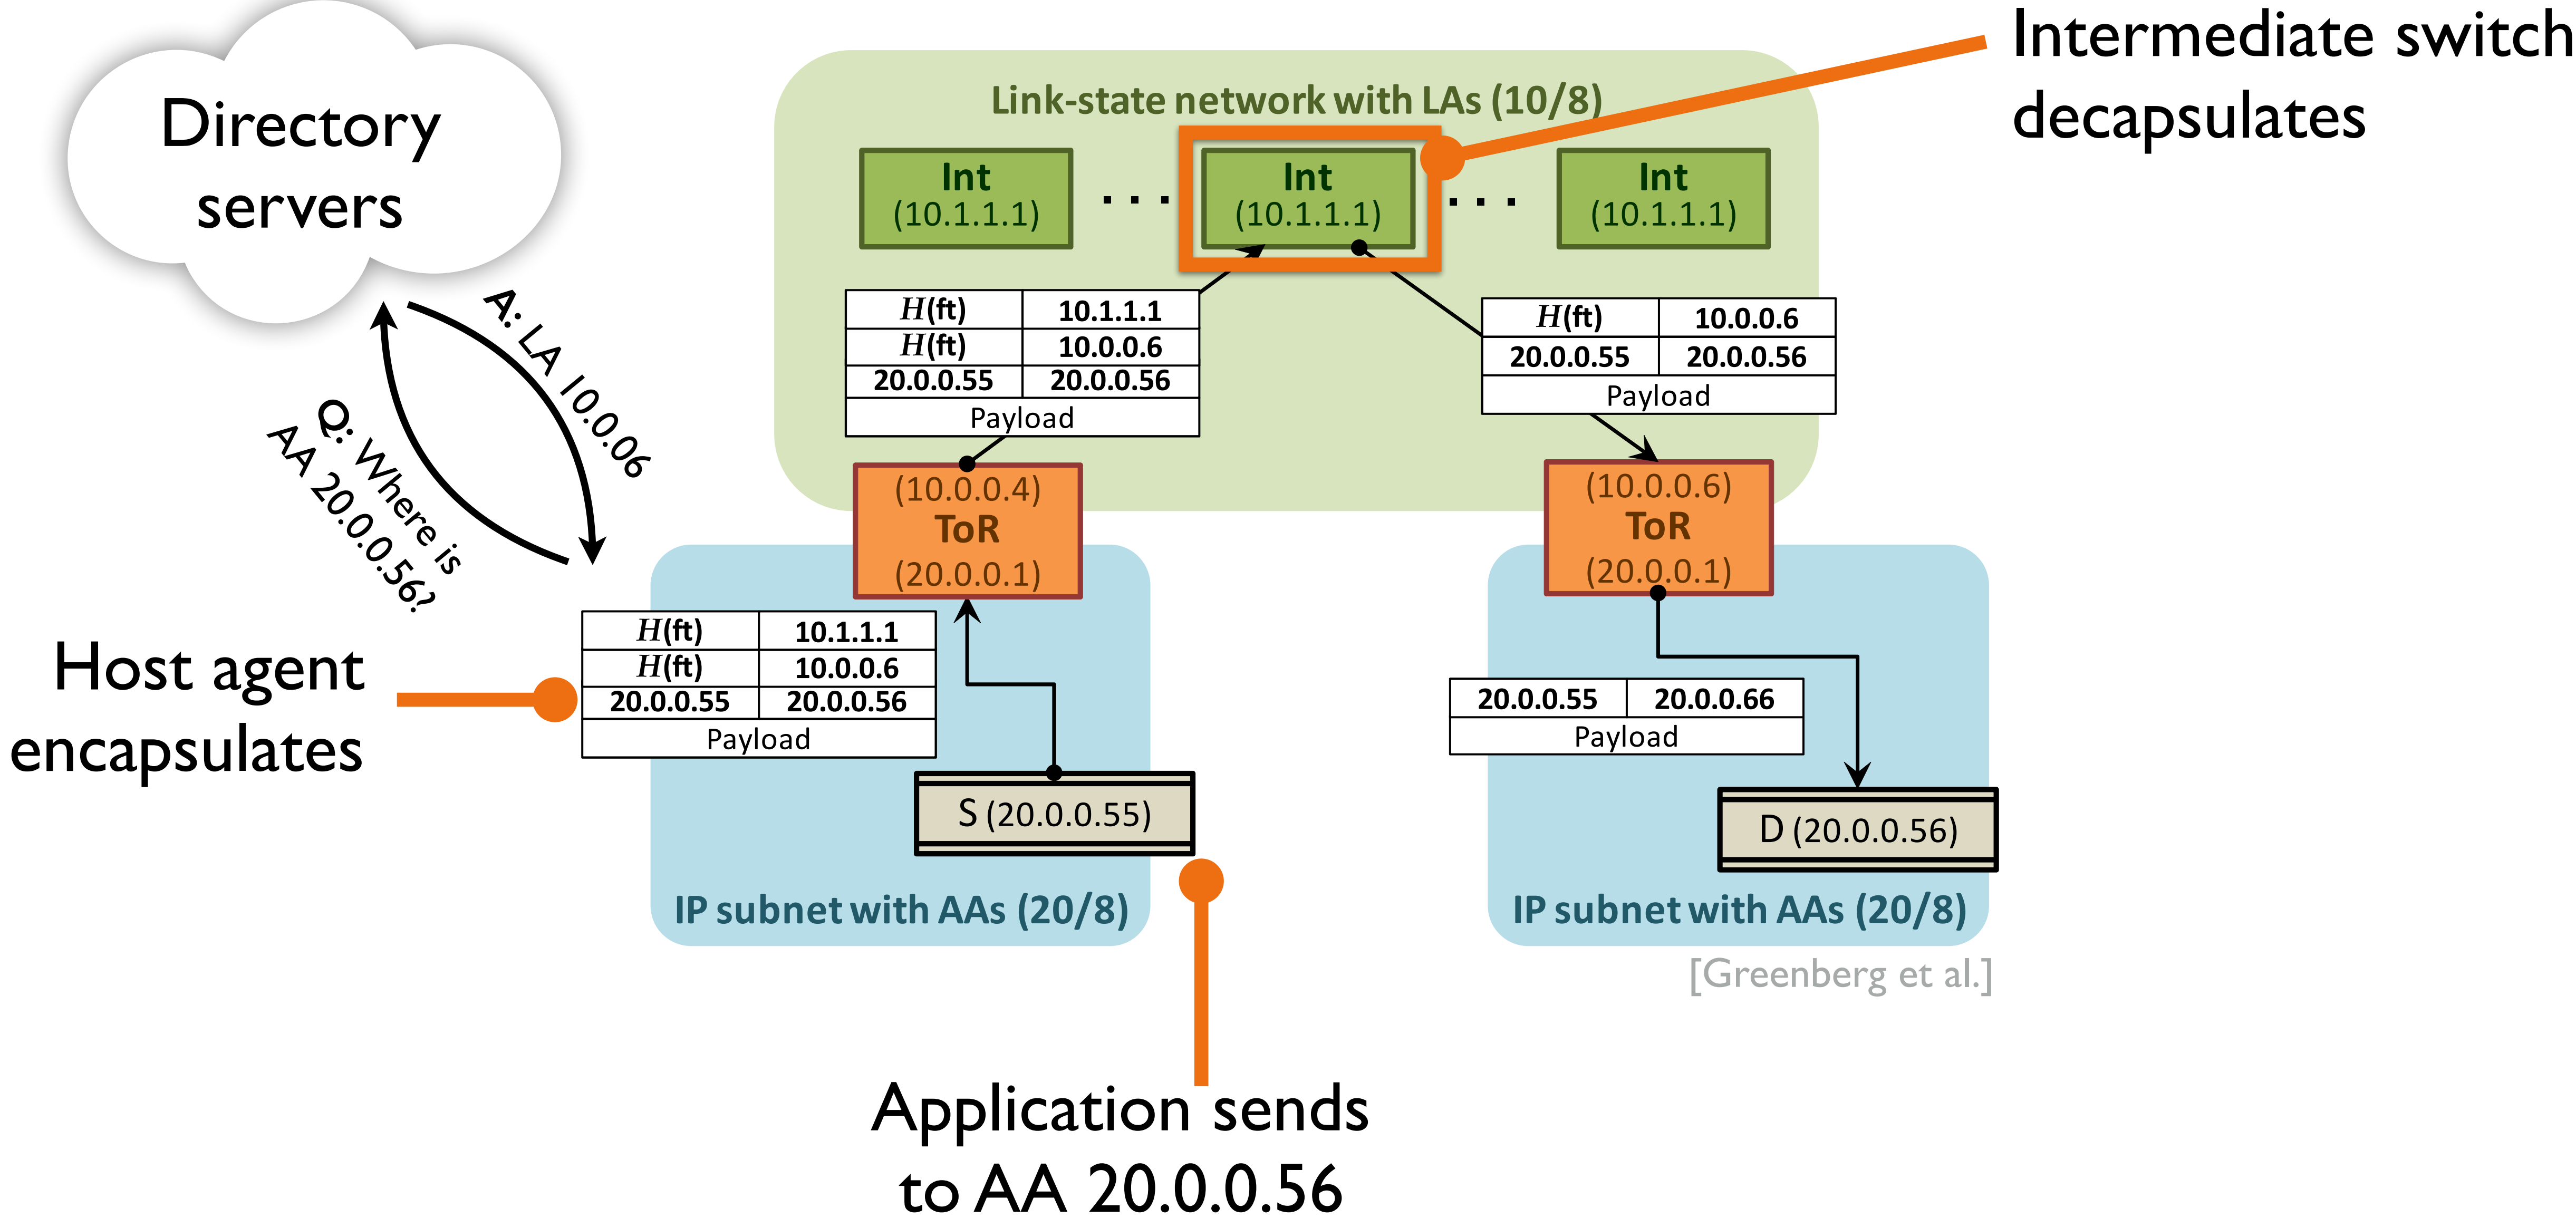 Directory
servers
Intermediate switch
decapsulates
Link-state network with LAs (10/8)
Int
(10.1.1.1)
. . .
Int
(10.1.1.1)
. . .
Int
(10.1.1.1)
H(ft) 10.1.1.1
H(ft) 10.0.0.6
20.0.0.55 20.0.0.56
Payload
H(ft) 10.0.0.6
20.0.0.55 20.0.0.56
Payload
A: LA 10.0.06
Q: Where is
AA 20.0.0.56?
(10.0.0.4)
ToR
(20.0.0.1)
(10.0.0.6)
ToR
(20.0.0.1)
Host agent
encapsulates
H(ft) 10.1.1.1
H(ft) 10.0.0.6
20.0.0.55 20.0.0.56
Payload
20.0.0.55 20.0.0.66
Payload
S (20.0.0.55)
D (20.0.0.56)
IP subnet with AAs (20/8)
IP subnet with AAs (20/8)
[Greenberg et al.]
Application sends
to AA 20.0.0.56